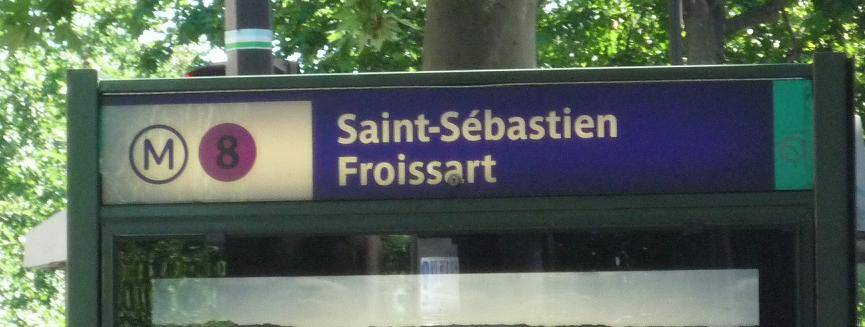 M 8 Saint-Sébastien
Froissart